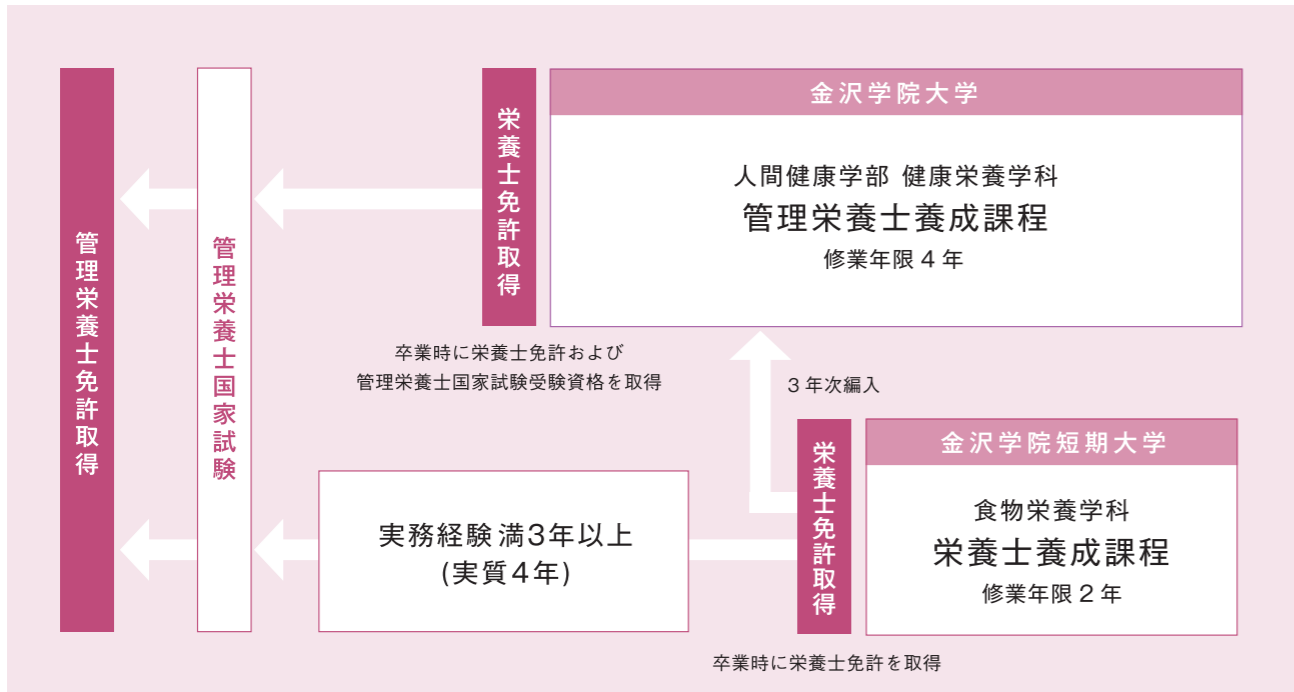 金沢学院大学
人間健康学部 健康栄養学科
管理栄養士養成課程
修業年限4年
栄養士免許取得
卒業時に栄養士免許および
管理栄養士国家試験受験資格を取得
3年次編入
金沢学院短期大学
食物栄養学科
栄養士養成課程
修業年限2年
栄養士免許取得
卒業時に栄養士免許を取得
実務経験 満3年以上
(実質4年)
管理栄養士国家試験
管理栄養士免許取得